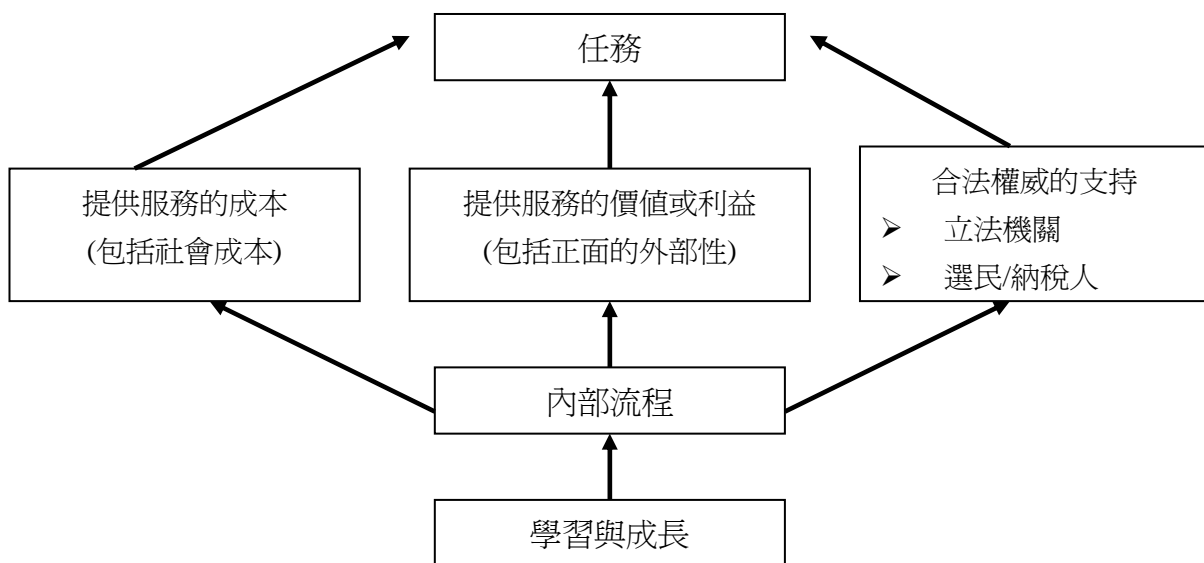 任務
提供服務的成本
(包括社會成本)
提供服務的價值或利益
(包括正面的外部性)
合法權威的支持
➢ 立法機關
➢ 選民/納稅人
內部流程
學習與成長